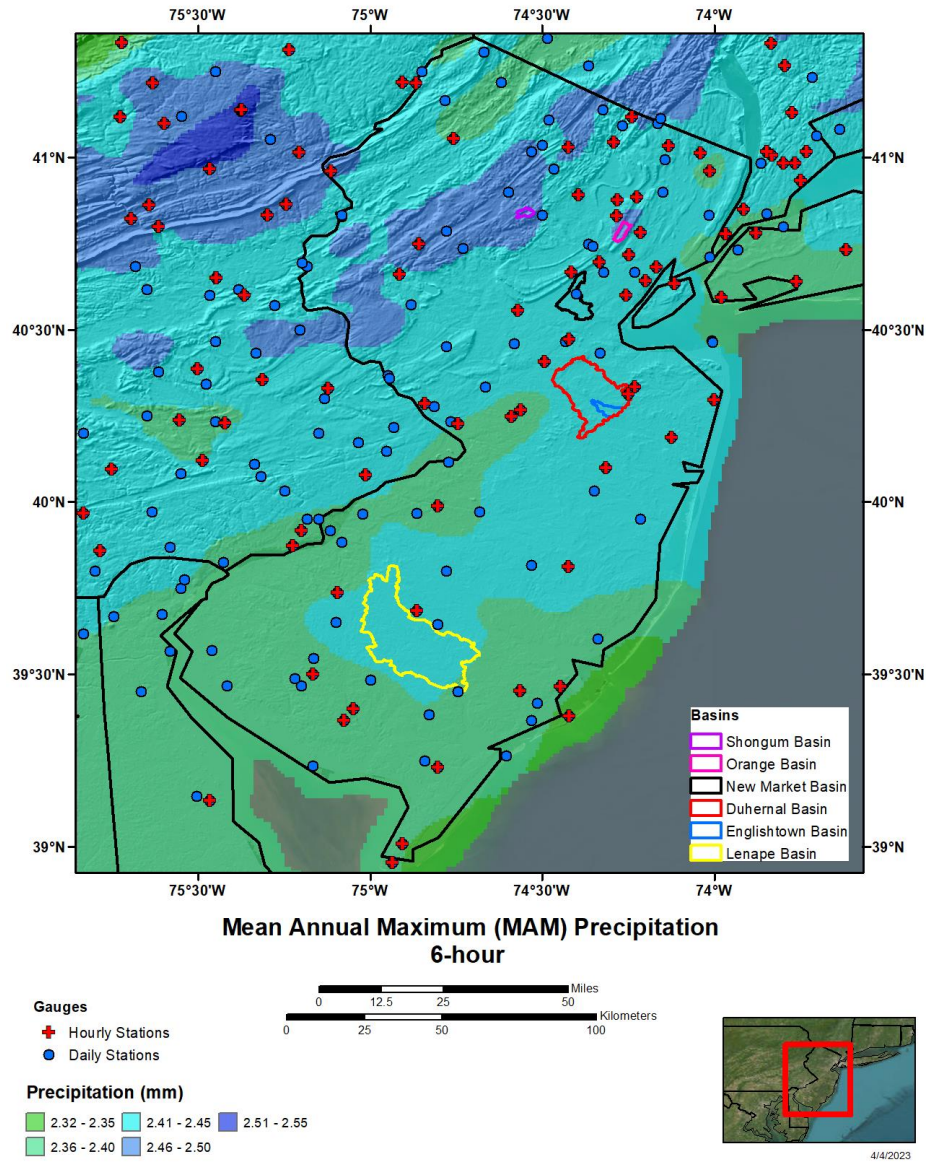 75°30'W 75°W 74°30'W 74°W
41°N 41°N
40°30'N 40°30'N
40°N 40°N
39°30'N 39°30'N
39°N 39°N
Basins
Shongum Basin
Orange Basin
New Market Basin
Duhernal Basin
Englishtown Basin
Lenape Basin
75°30'W 75°W 74°30'W 74°W
Mean Annual Maximum (MAM) Precipitation
6-hour
Miles
0 12.5 25 50
Kilometers
0 25 50 100
Gauges
Hourly Stations
Daily Stations
Precipitation (mm)
2.32 - 2.35 2.41 - 2.45 2.51 - 2.55
2.36 - 2.40 2.46 - 2.50
4/4/2023